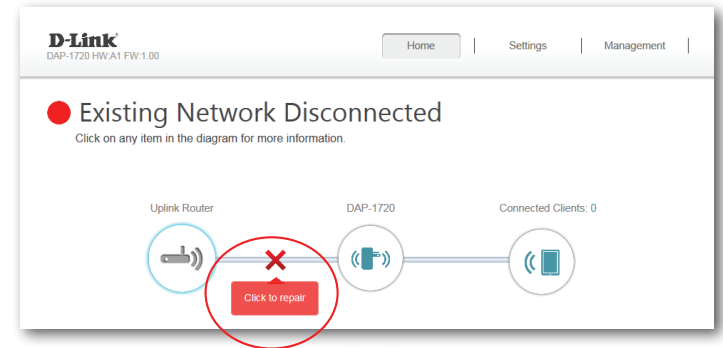 D-Link
DAP-1720 HW:A1 FW:1.00
Home
Settings
Management
Existing Network Disconnected
Click on any item in the diagram for more information.
Uplink Router
DAP-1720
Connected Clients: 0
Click to repair